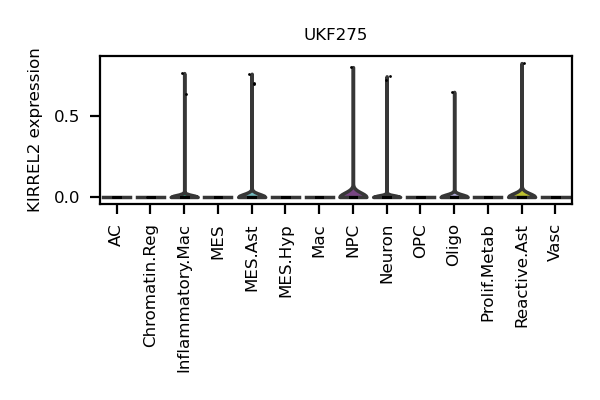 UKF275
KIRREL2 expression
0.5
0.0
AC
Chromatin.Reg
Inflammatory.Mac
MES
MES.Ast
MES.Hyp
Mac
NPC
Neuron
OPC
Oligo
Prolif.Metab
Reactive.Ast
Vasc